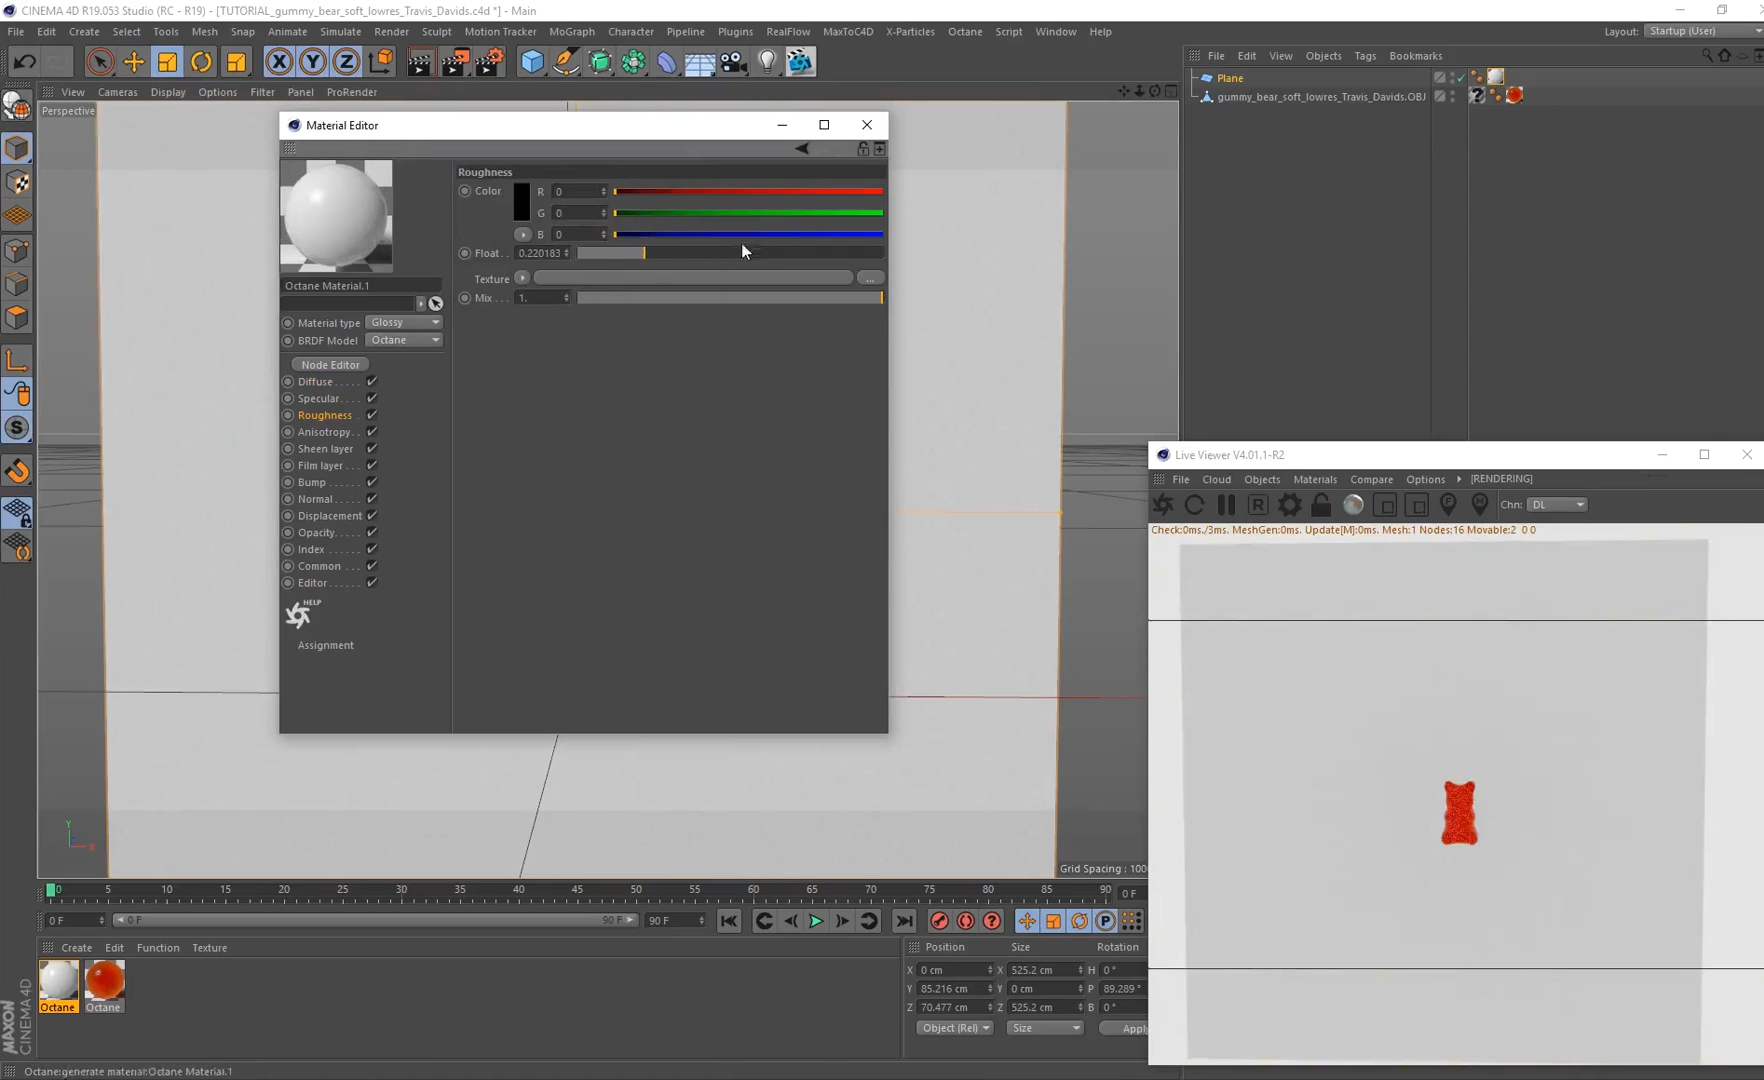 CINEMA 4D R19.053 Studio (RC - R19) - [TUTORIAL_gummy_bear_soft_lowres_Travis_Davids.c4d *] - Main
File Edit Create Select Tools Mesh Snap Animate Simulate Render Sculpt Motion Tracker MoGraph Character Pipeline Plugins RealFlow MaxToC4D X-Particles Octane Script Window Help
Layout: Startup (User)
X Y Z
File Edit View Objects Tags Bookmarks
Plane
gummy_bear_soft_lowres_Travis_Davids.OBJ
View Cameras Display Options Filter Panel ProRender
Perspective
Material Editor
Roughness
Color R 0
G 0
B 0
Float . . 0.220183
Texture ...
Mix . . . 1.
Octane Material.1
Material type Glossy
BRDF Model Octane
Node Editor
Diffuse . . . . .
Specular . . .
Roughness .
Anisotropy . .
Sheen layer
Film layer . . .
Bump . . . . . .
Normal . . . . .
Displacement
Opacity . . . .
Index . . . . . .
Common . . .
Editor . . . . . .
HELP
Assignment
Live Viewer V4.01.1-R2
File Cloud Objects Materials Compare Options [RENDERING]
R F M Chn: DL
Check:0ms./3ms. MeshGen:0ms. Update[M]:0ms. Mesh:1 Nodes:16 Movable:2 0 0
Y
X
Grid Spacing : 100
0 5 10 15 20 25 30 35 40 45 50 55 60 65 70 75 80 85 90 0 F
0 F 0 F 90 F 90 F
P
Create Edit Function Texture
Octane Octane
Position Size Rotation
X 0 cm X 525.2 cm H 0 °
Y 85.216 cm Y 0 cm P 89.289 °
Z 70.477 cm Z 525.2 cm B 0 °
Object (Rel) Size Apply
MAXON
CINEMA 4D
Octane:generate material:Octane Material.1